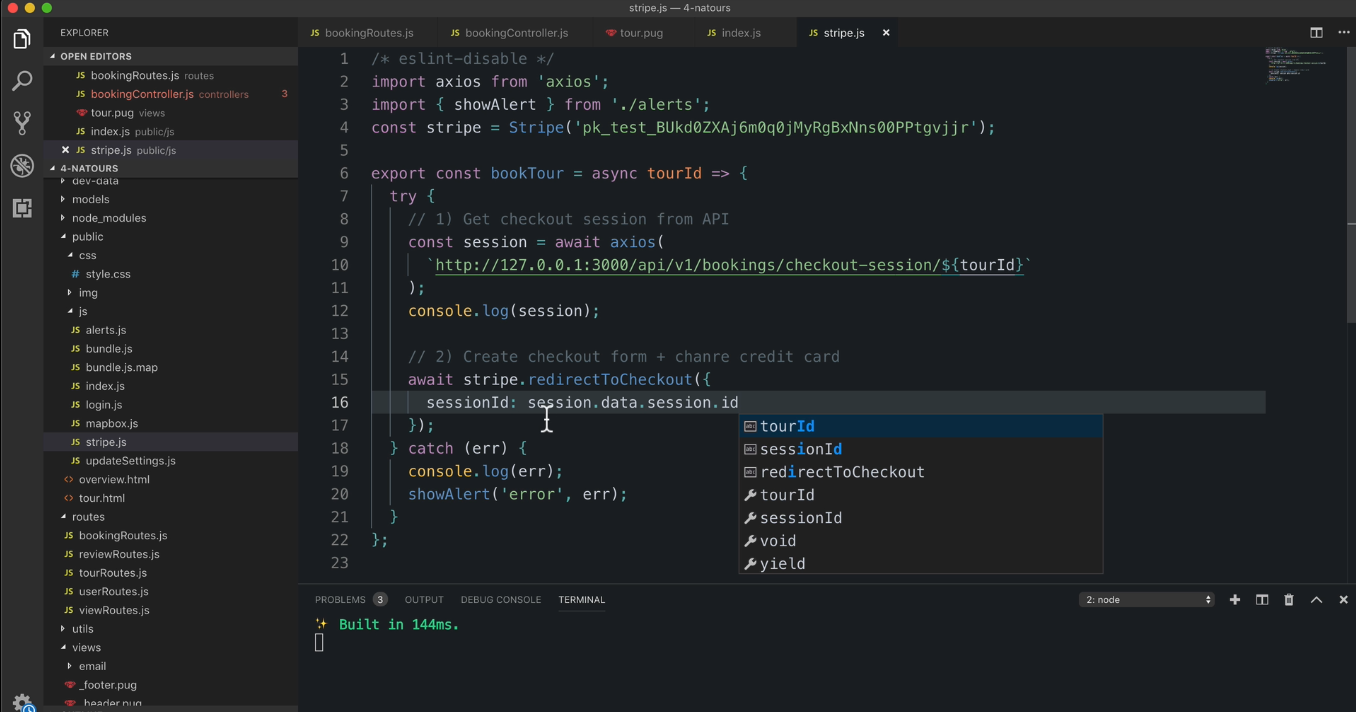 stripe.js — 4-natours
EXPLORER
OPEN EDITORS
JS bookingRoutes.js routes
JS bookingController.js controllers 3
tour.pug views
JS index.js public/js
JS stripe.js public/js
4-NATOURS
dev-data
models
node_modules
public
css
# style.css
img
js
JS alerts.js
JS bundle.js
JS bundle.js.map
JS index.js
JS login.js
JS mapbox.js
JS stripe.js
JS updateSettings.js
<> overview.html
<> tour.html
routes
JS bookingRoutes.js
JS reviewRoutes.js
JS tourRoutes.js
JS userRoutes.js
JS viewRoutes.js
utils
views
email
_footer.pug
_header.pug
JS bookingRoutes.js JS bookingController.js tour.pug JS index.js JS stripe.js
1 /* eslint-disable */
2 import axios from 'axios';
3 import { showAlert } from './alerts';
4 const stripe = Stripe('pk_test_BUkd0ZXAj6m0q0jMyRgBxNns00PPtgvjjr');
5
6 export const bookTour = async tourId => {
7 try {
8 // 1) Get checkout session from API
9 const session = await axios(
10 `http://127.0.0.1:3000/api/v1/bookings/checkout-session/${tourId}`
11 );
12 console.log(session);
13
14 // 2) Create checkout form + chanre credit card
15 await stripe.redirectToCheckout({
16 sessionId: session.data.session.id
17 });
18 } catch (err) {
19 console.log(err);
20 showAlert('error', err);
21 }
22 };
23
tourId
sessionId
redirectToCheckout
tourId
sessionId
void
yield
PROBLEMS 3 OUTPUT DEBUG CONSOLE TERMINAL 2: node
✨ Built in 144ms.